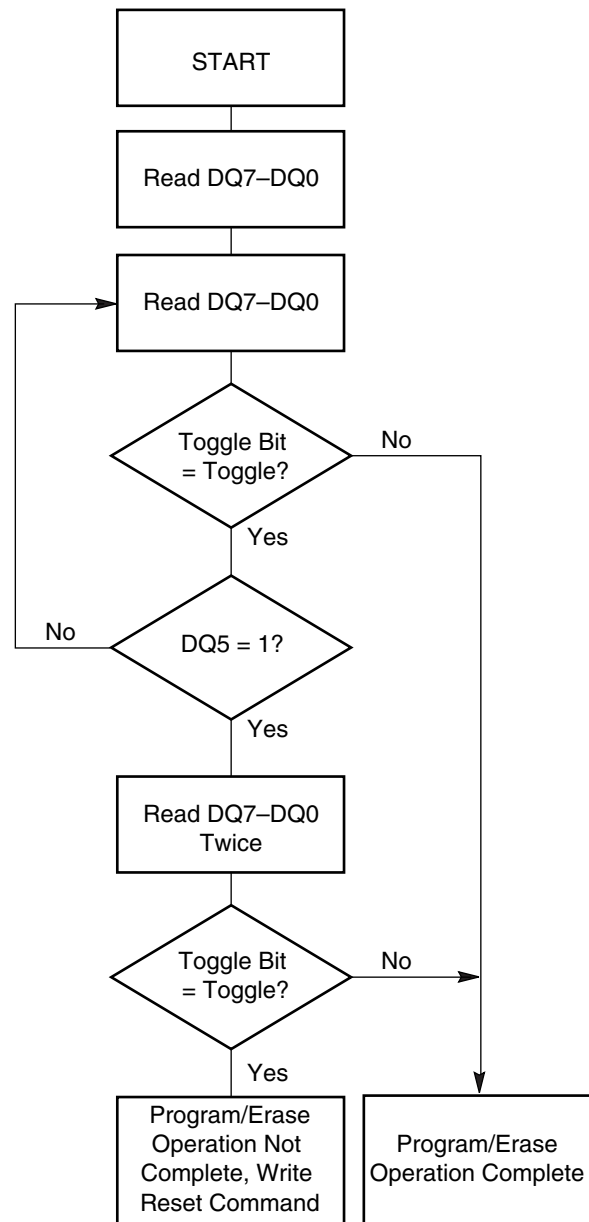 START
Read DQ7–DQ0
Read DQ7–DQ0
Toggle Bit
= Toggle?
No
Yes
No
DQ5 = 1?
Yes
Read DQ7–DQ0
Twice
Toggle Bit
= Toggle?
No
Yes
Program/Erase
Operation Not
Complete, Write
Reset Command
Program/Erase
Operation Complete